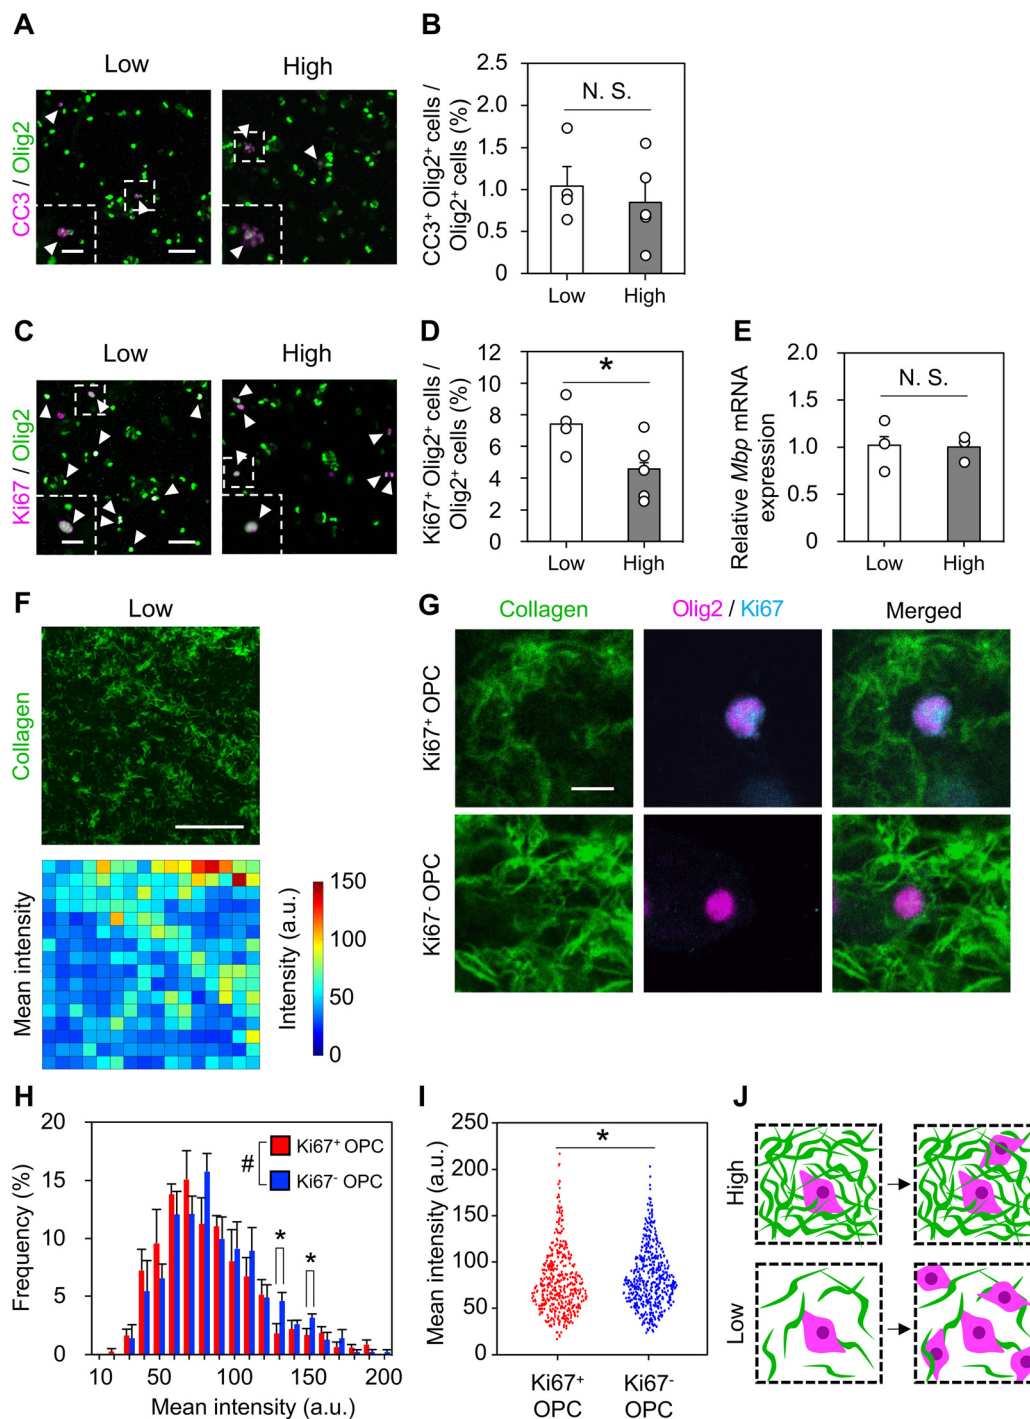 A
Low
High
CC3 / Olig2
B
CC3+ Olig2+ cells /
Olig2+ cells (%)
2.5
2.0
1.5
1.0
0.5
0
N. S.
Low
High
C
Low
High
Ki67 / Olig2
D
Ki67+ Olig2+ cells /
Olig2+ cells (%)
12
10
8
6
4
2
0
*
Low
High
E
Relative Mbp mRNA
expression
2.0
1.5
1.0
0.5
0
N. S.
Low
High
F
Low
Collagen
Mean intensity
150
100
50
0
Intensity (a.u.)
G
Collagen
Olig2 / Ki67
Merged
Ki67+ OPC
Ki67- OPC
H
Frequency (%)
20
15
10
5
0
# Ki67+ OPC
Ki67- OPC
*
*
10
50
100
150
200
Mean intensity (a.u.)
I
Mean intensity (a.u.)
250
200
150
100
50
0
*
Ki67+
OPC
Ki67-
OPC
J
High
Low